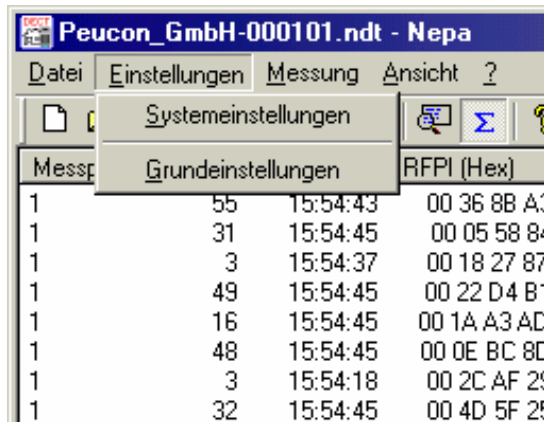 DECT Peucon_GmbH-000101.ndt - Nepa
Datei Einstellungen Messung Ansicht ?
Systemeinstellungen
Σ
Grundeinstellungen
RFPI (Hex)
1 55 15:54:43 00 36 8B
1 31 15:54:45 00 05 58 84
1 3 15:54:37 00 18 27 87
1 49 15:54:45 00 22 D4 B1
1 16 15:54:45 00 1A A3 AD
1 48 15:54:45 00 0E BC 8D
1 3 15:54:18 00 2C AF 29
1 32 15:54:45 00 4D 5F 25